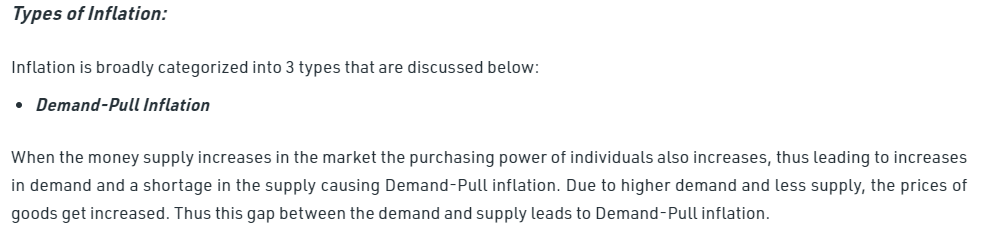 Types of Inflation:
Inflation is broadly categorized into 3 types that are discussed below:
• Demand-Pull Inflation
When the money supply increases in the market the purchasing power of individuals also increases, thus leading to increases
in demand and a shortage in the supply causing Demand-Pull inflation. Due to higher demand and less supply, the prices of
goods get increased. Thus this gap between the demand and supply leads to Demand-Pull inflation.